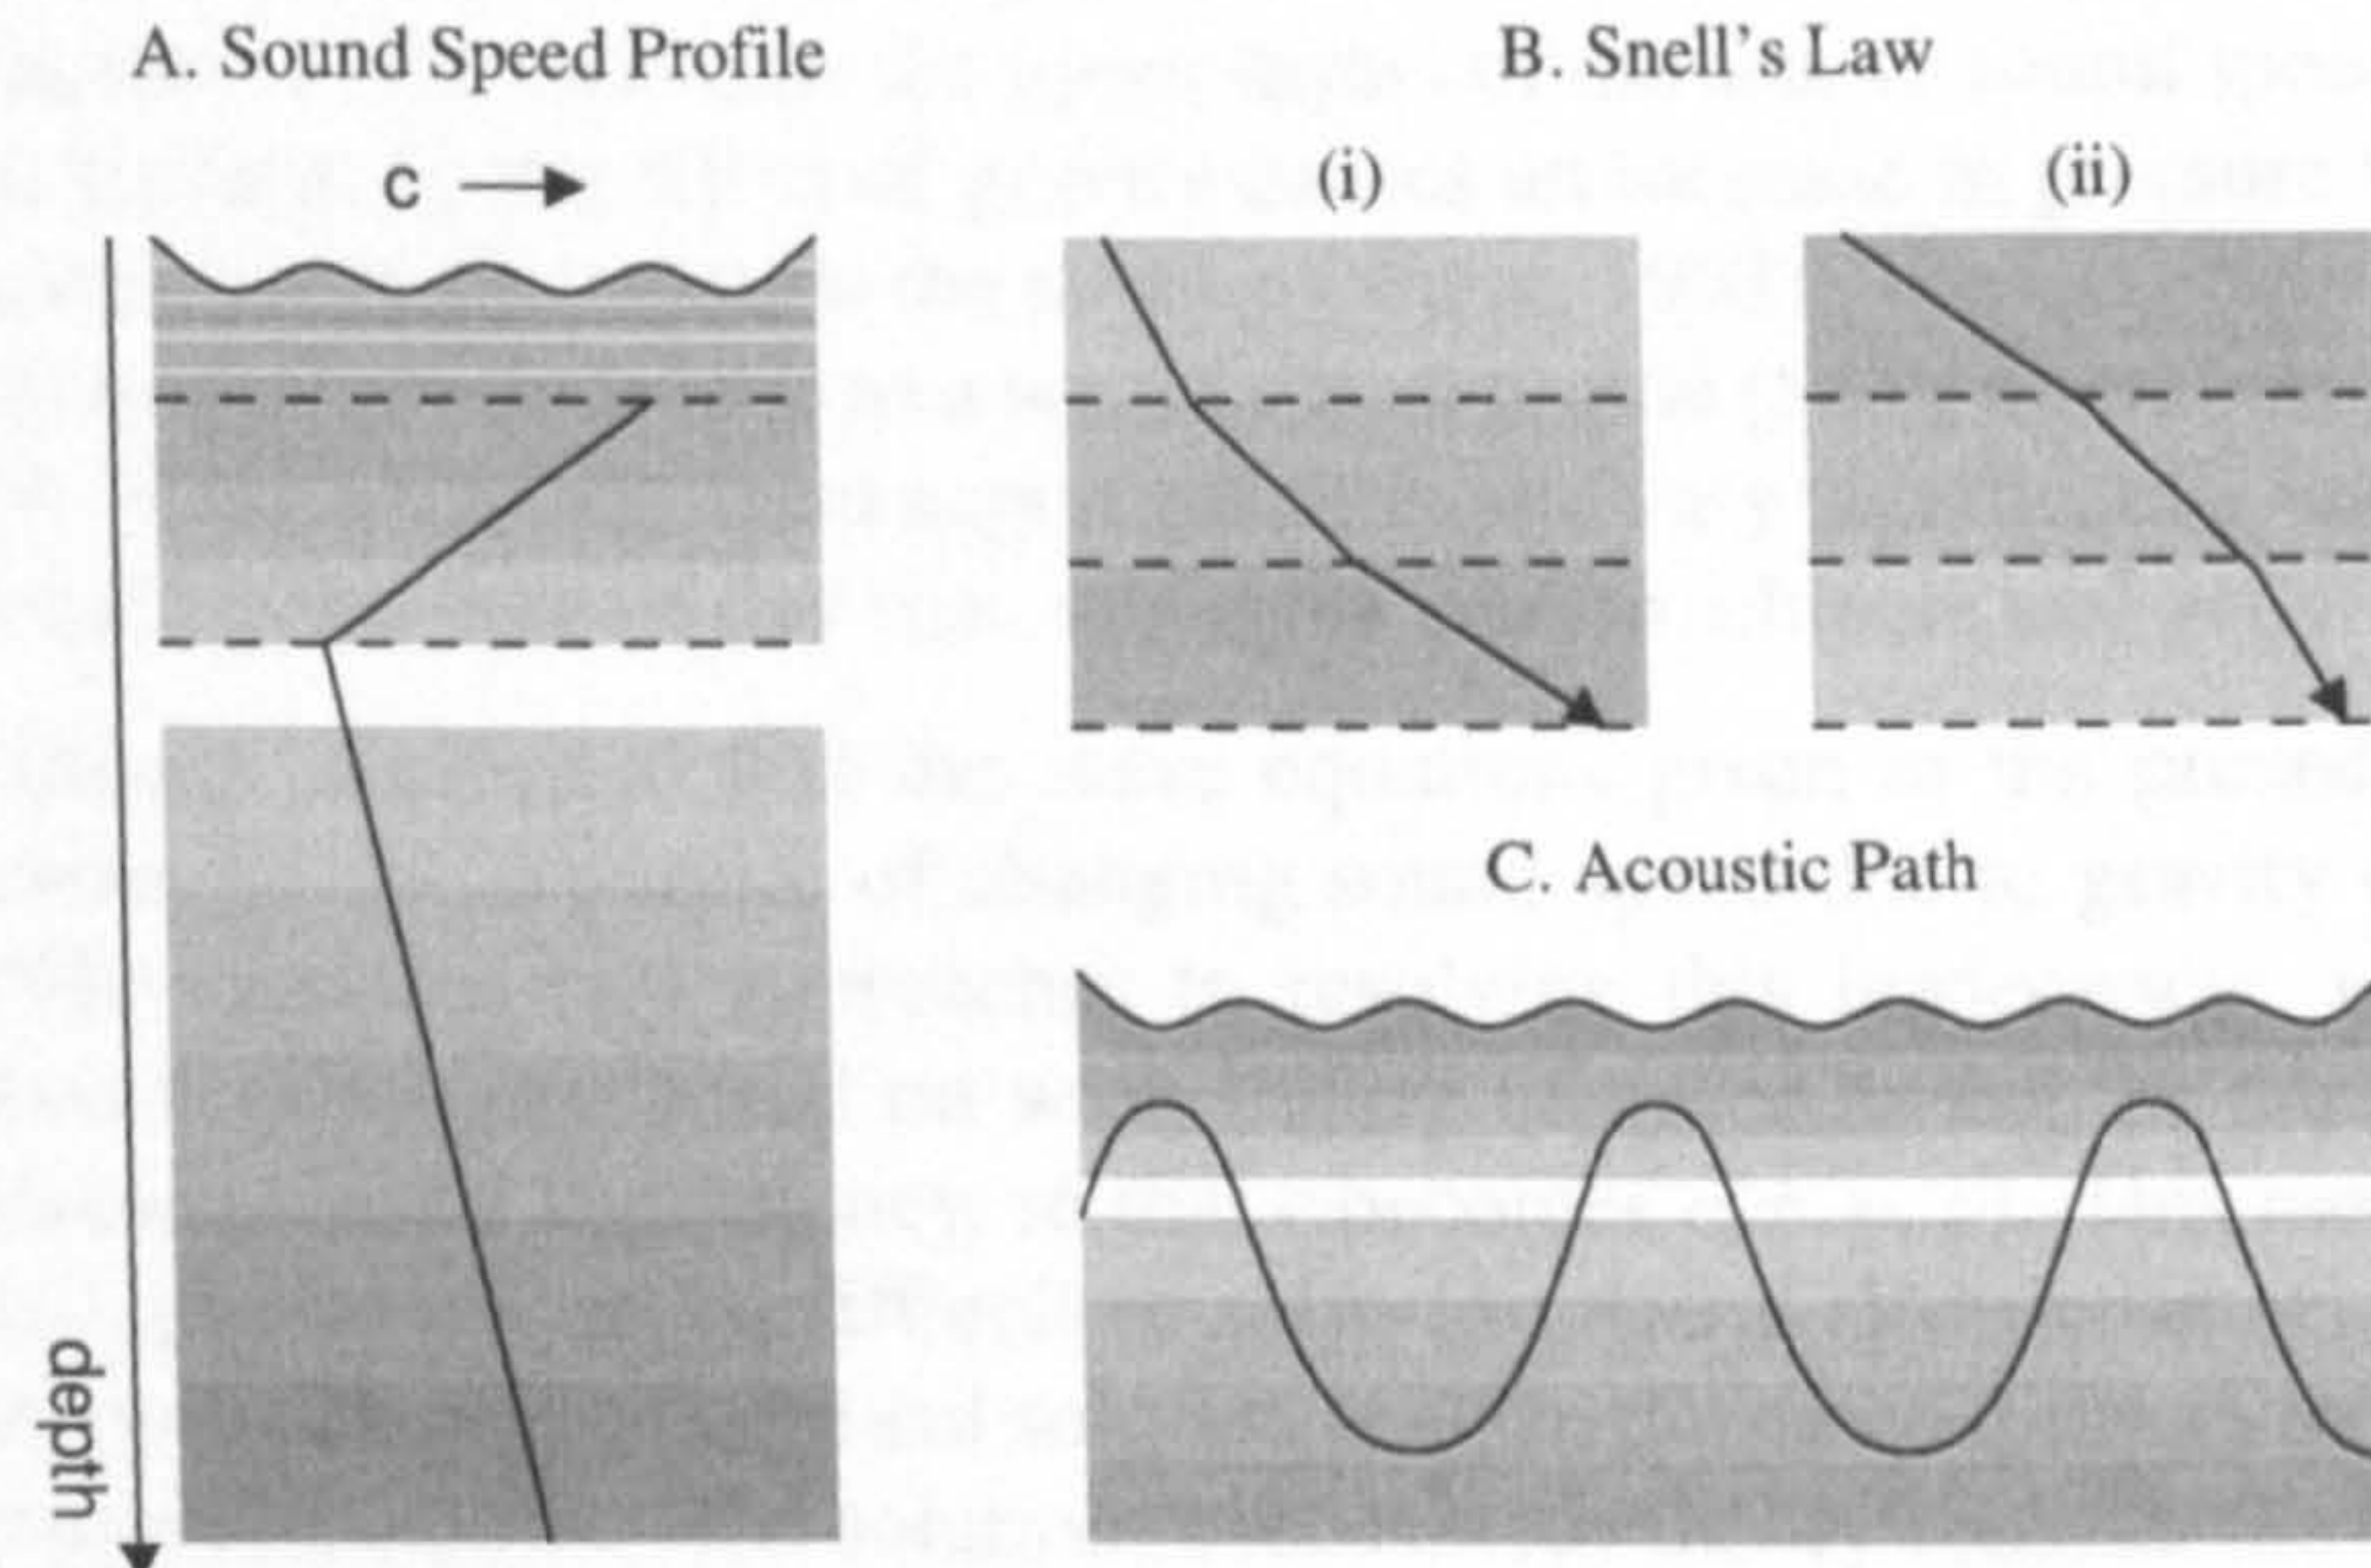 A. Sound Speed Profile
c
depth
B. Snell's Law
(i)
(ii)
C. Acoustic Path